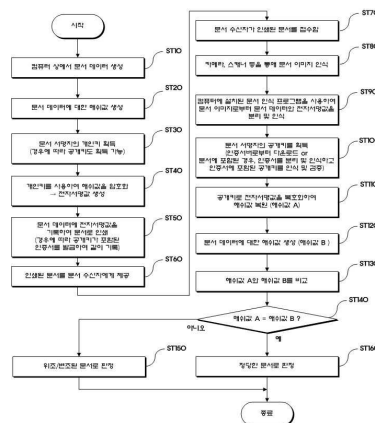 시작
ST10
컴퓨터 상에서 문서 데이터 생성
ST20
문서 데이터에 대한 해쉬값 생성
ST30
문서 서명자의 개인키 획득
(경우에 따라 공개키도 획득 가능)
ST40
개인키를 사용하여 해쉬값을 암호화
→ 전자서명값 생성
ST50
문서 데이터에 전자서명값을
기록하여 문서로 인쇄
(경우에 따라 공개키가 포함된
인증서를 발급하여 같이 기록)
ST60
인쇄된 문서를 문서 수신자에게 제공
ST70
문서 수신자가 인쇄된 문서를 접수함
ST80
카메라, 스캐너 등을 통해 문서 이미지 인식
ST90
컴퓨터에 설치된 문서 인식 프로그램을 사용하여
문서 이미지로부터 문서 데이터와 전자서명값을
분리 및 인식
ST100
문서 서명자의 공개키를 획득
인증서버로부터 다운로드 or
문서에 포함된 경우, 인증서를 분리 및 인식하고
인증서에 포함된 공개키를 인식 및 검증
ST110
공개키로 전자서명값을 복호화하여
해쉬값 복원 (해쉬값 A)
ST120
문서 데이터에 대한 해쉬값 생성 (해쉬값 B)
ST130
해쉬값 A와 해쉬값 B를 비교
ST140
해쉬값 A = 해쉬값 B ?
아니오
예
ST150
위조/변조된 문서로 판정
ST160
정당한 문서로 판정
종료